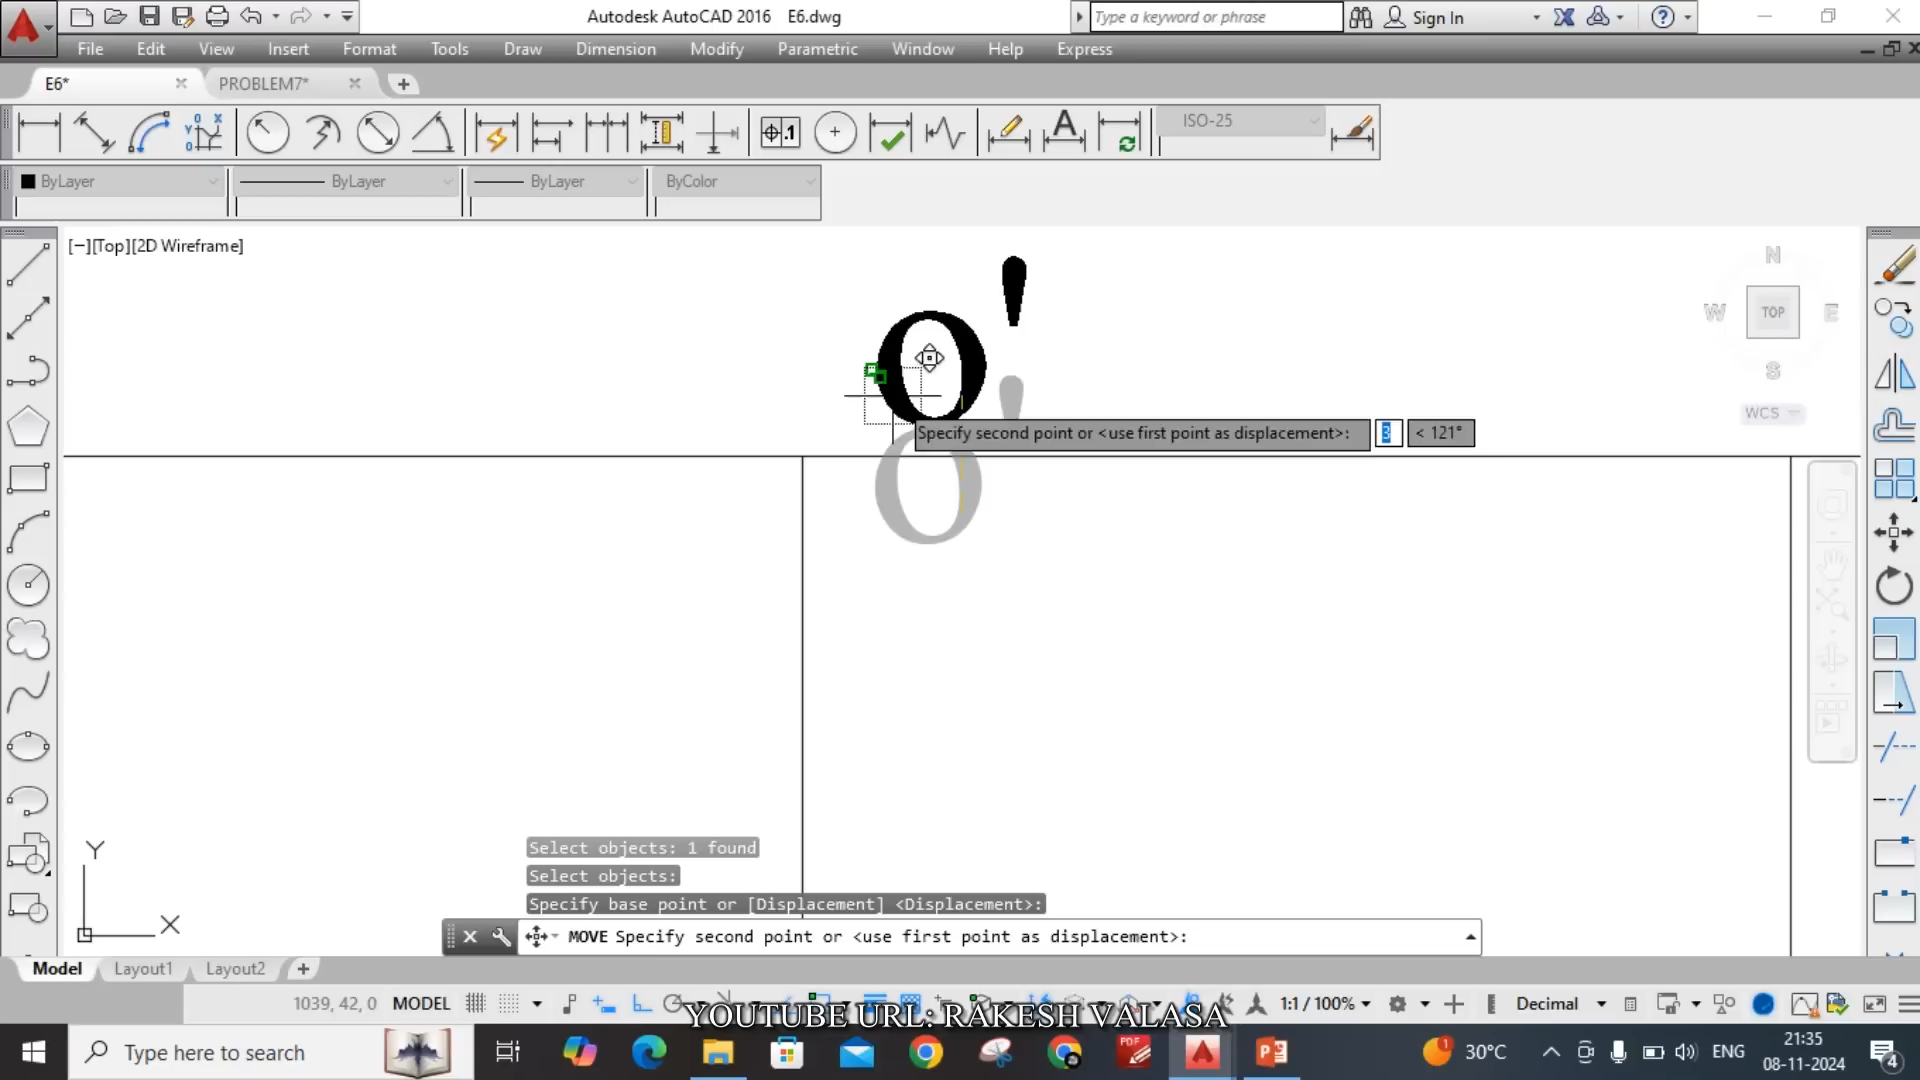 Autodesk AutoCAD 2016 E6.dwg
Type a keyword or phrase
Sign In
File Edit View Insert Format Tools Draw Dimension Modify Parametric Window Help Express
E6* PROBLEM7*
ISO-25
ByLayer ByLayer ByLayer ByColor
[−][Top][2D Wireframe]
N
W TOP E
S
WCS
o'
o'
Specify second point or <use first point as displacement>: 3 < 121°
Y
X
Select objects: 1 found
Select objects:
Specify base point or [Displacement] <Displacement>:
MOVE Specify second point or <use first point as displacement>:
Model Layout1 Layout2
1039, 42, 0 MODEL 1:1 / 100% Decimal
YOUTUBE URL: RAKESH VALASA
Type here to search
30°C ENG
21:35
08-11-2024
4